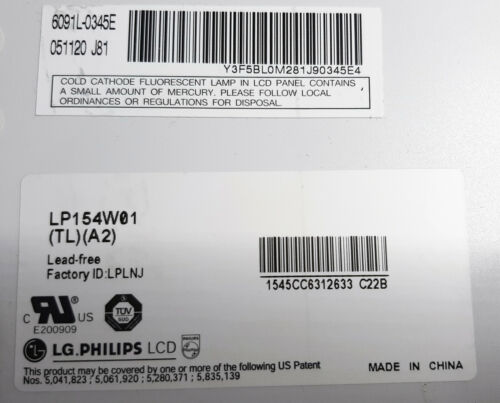 6091L-0345E
051120 J81
Y3F5BL0M281J90345E4
COLD CATHODE FLUORESCENT LAMP IN LCD PANEL CONTAINS
A SMALL AMOUNT OF MERCURY. PLEASE FOLLOW LOCAL
ORDINANCES OR REGULATIONS FOR DISPOSAL.
LP154W01
(TL)(A2)
Lead-free
Factory ID:LPLNJ
1545CC6312633 C22B
C RU US
E200909
TÜV
LG.PHILIPS LCD
PHILIPS
MADE IN CHINA
This product may be covered by one or more of the following US Patent
Nos. 5,041,823 ; 5,061,920 ; 5,280,371 ; 5,835,139